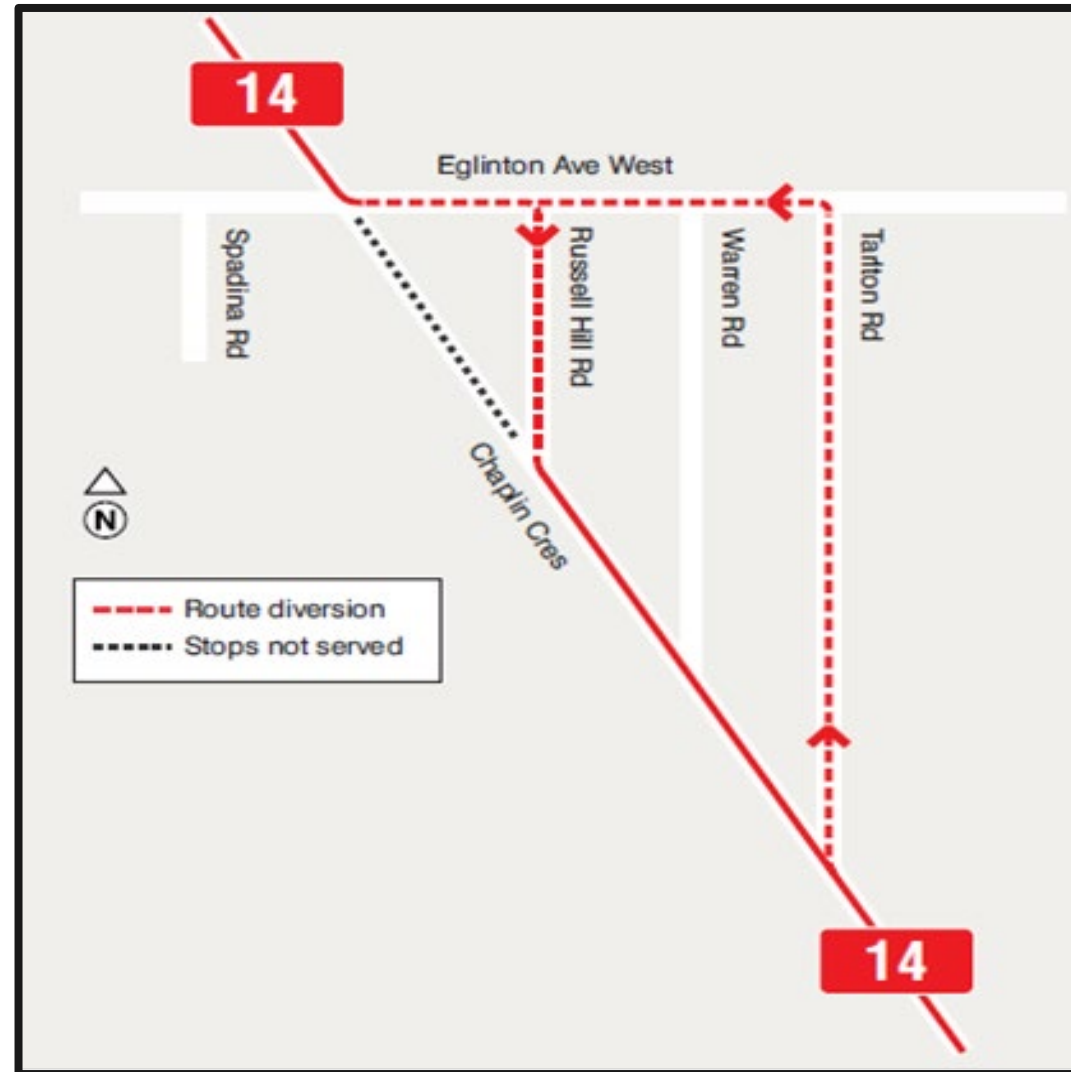 14
Eglinton Ave West
Spadina Rd
Russell Hill Rd
Warren Rd
Tarlton Rd
Chaplin Cres
N
Route diversion
Stops not served
14